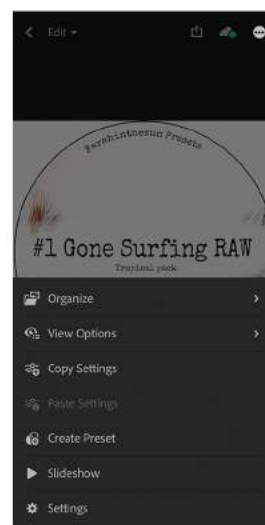 Edit
Farahinthesun Presets
#1 Gone Surfing RAW
Tropical pack
Organize
View Options
Copy Settings
Paste Settings
Create Preset
Slideshow
Settings